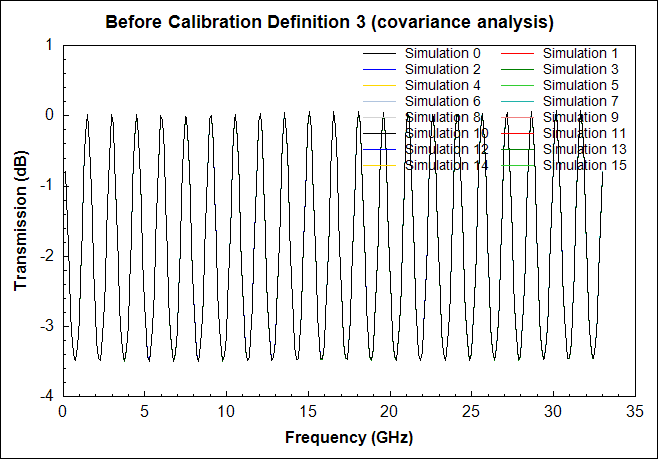 Before Calibration Definition 3 (covariance analysis)
1
0
-1
-2
-3
-4
Transmission (dB)
Simulation 0 Simulation 1
Simulation 2 Simulation 3
Simulation 4 Simulation 5
Simulation 6 Simulation 7
Simulation 8 Simulation 9
Simulation 10 Simulation 11
Simulation 12 Simulation 13
Simulation 14 Simulation 15
0 5 10 15 20 25 30 35
Frequency (GHz)